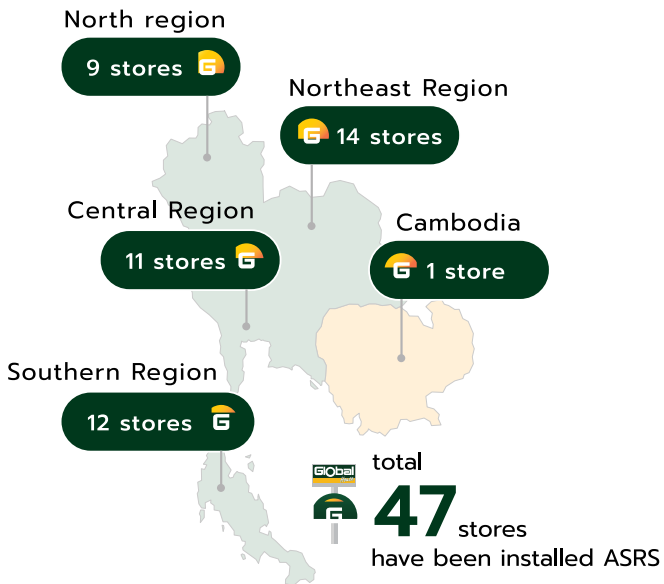 North region
9 stores
Northeast Region
14 stores
Central Region
11 stores
Cambodia
1 store
Southern Region
12 stores
Global
total
47 stores
have been installed ASRS